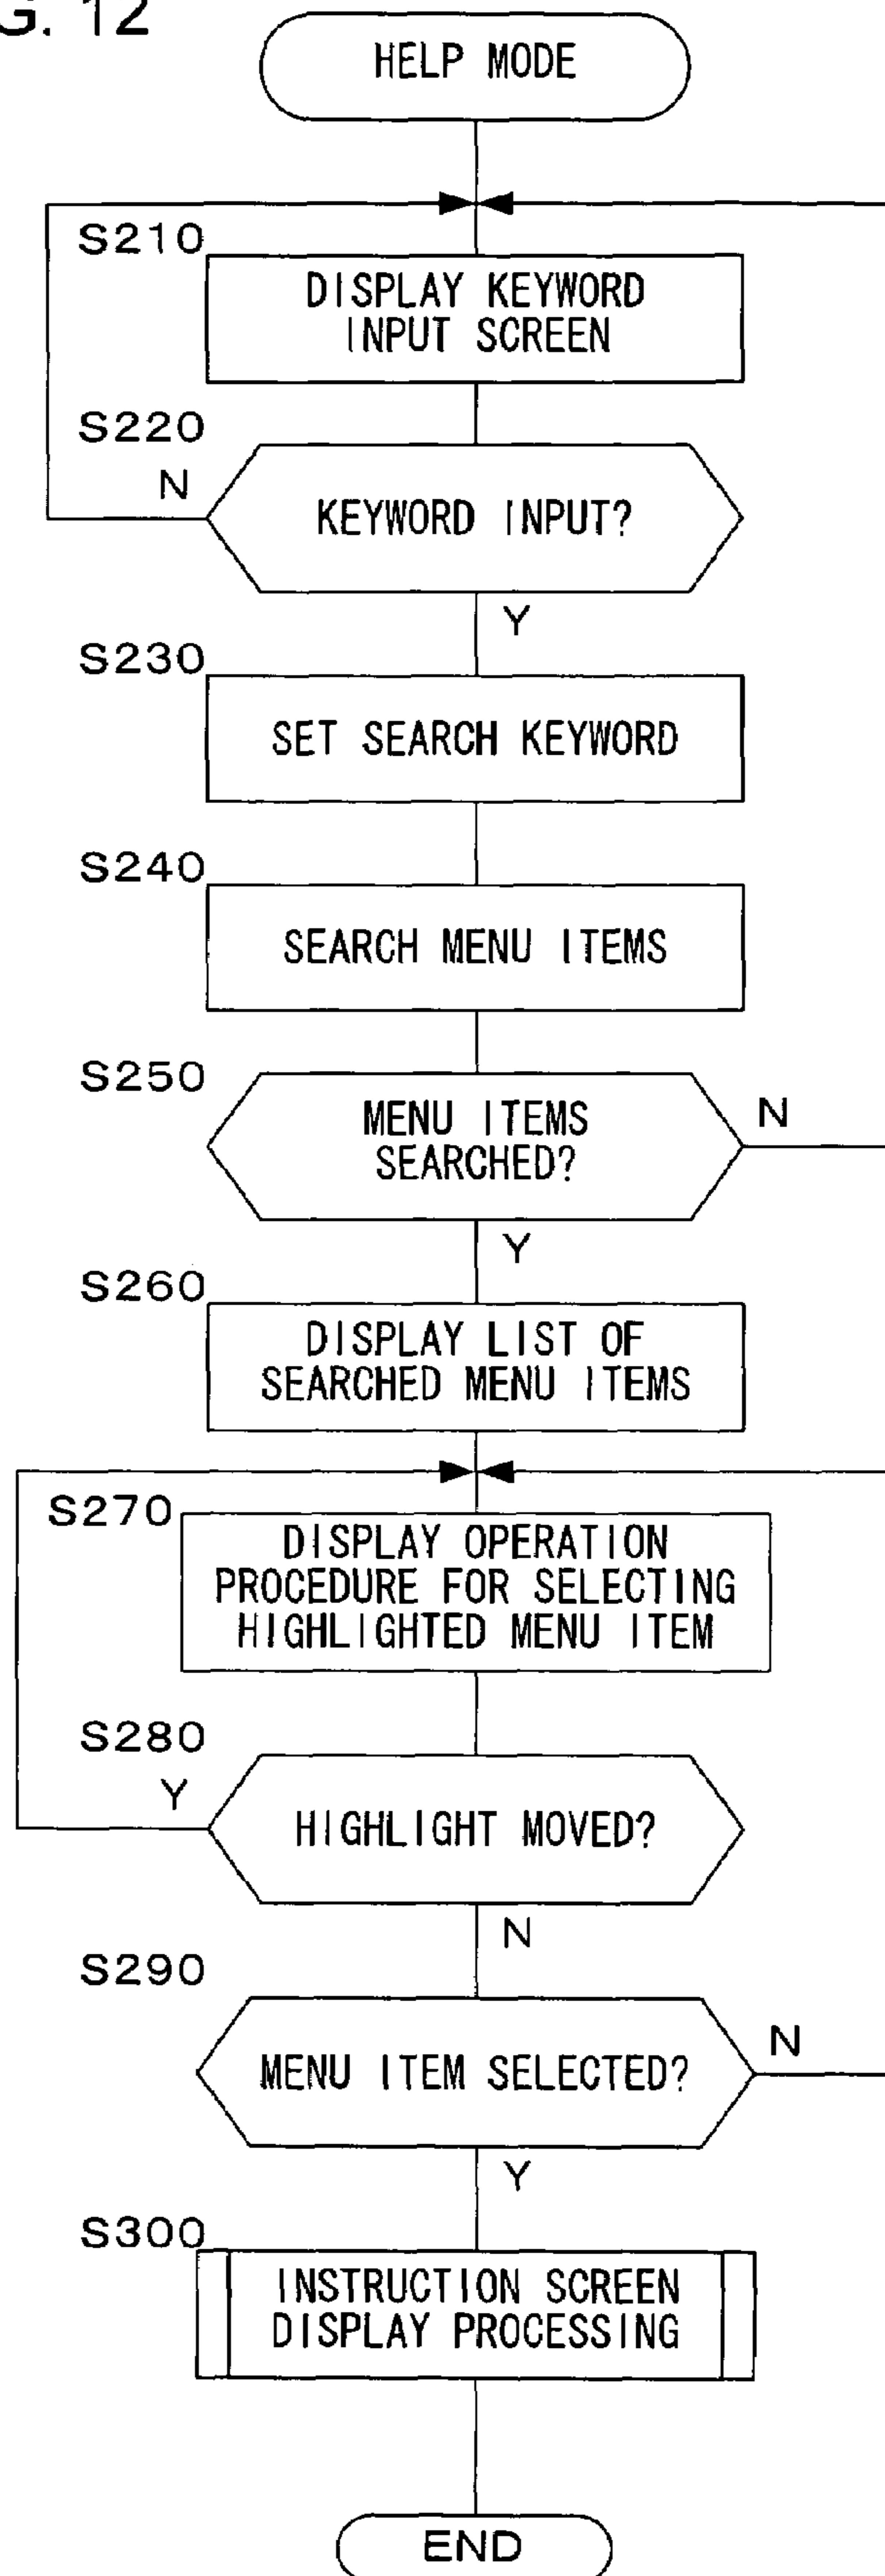 G. 12
HELP MODE
S210
DISPLAY KEYWORD
INPUT SCREEN
S220
N
KEYWORD INPUT?
Y
S230
SET SEARCH KEYWORD
S240
SEARCH MENU ITEMS
S250
MENU ITEMS
SEARCHED?
N
Y
S260
DISPLAY LIST OF
SEARCHED MENU ITEMS
S270
DISPLAY OPERATION
PROCEDURE FOR SELECTING
HIGHLIGHTED MENU ITEM
S280
Y
HIGHLIGHT MOVED?
N
S290
MENU ITEM SELECTED?
N
Y
S300
INSTRUCTION SCREEN
DISPLAY PROCESSING
END